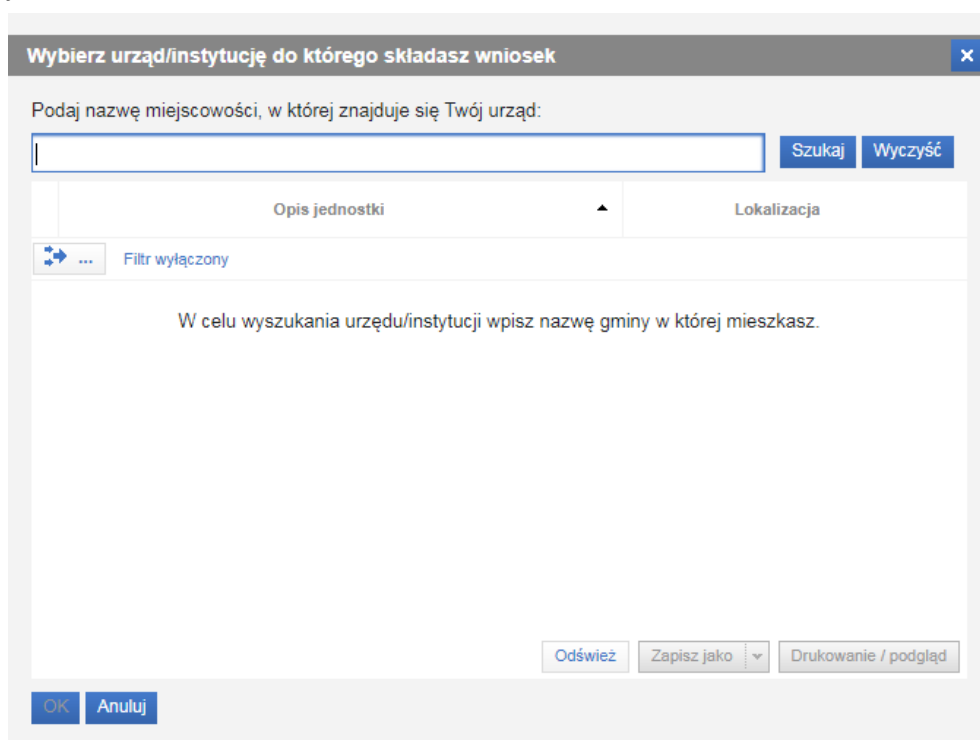 Wybierz urząd/instytucję do którego składasz wniosek
Podaj nazwę miejscowości, w której znajduje się Twój urząd:
Szukaj Wyczyść
Opis jednostki Lokalizacja
... Filtr wyłączony
W celu wyszukania urzędu/instytucji wpisz nazwę gminy w której mieszkasz.
Odśwież Zapisz jako Drukowanie / podgląd
OK Anuluj